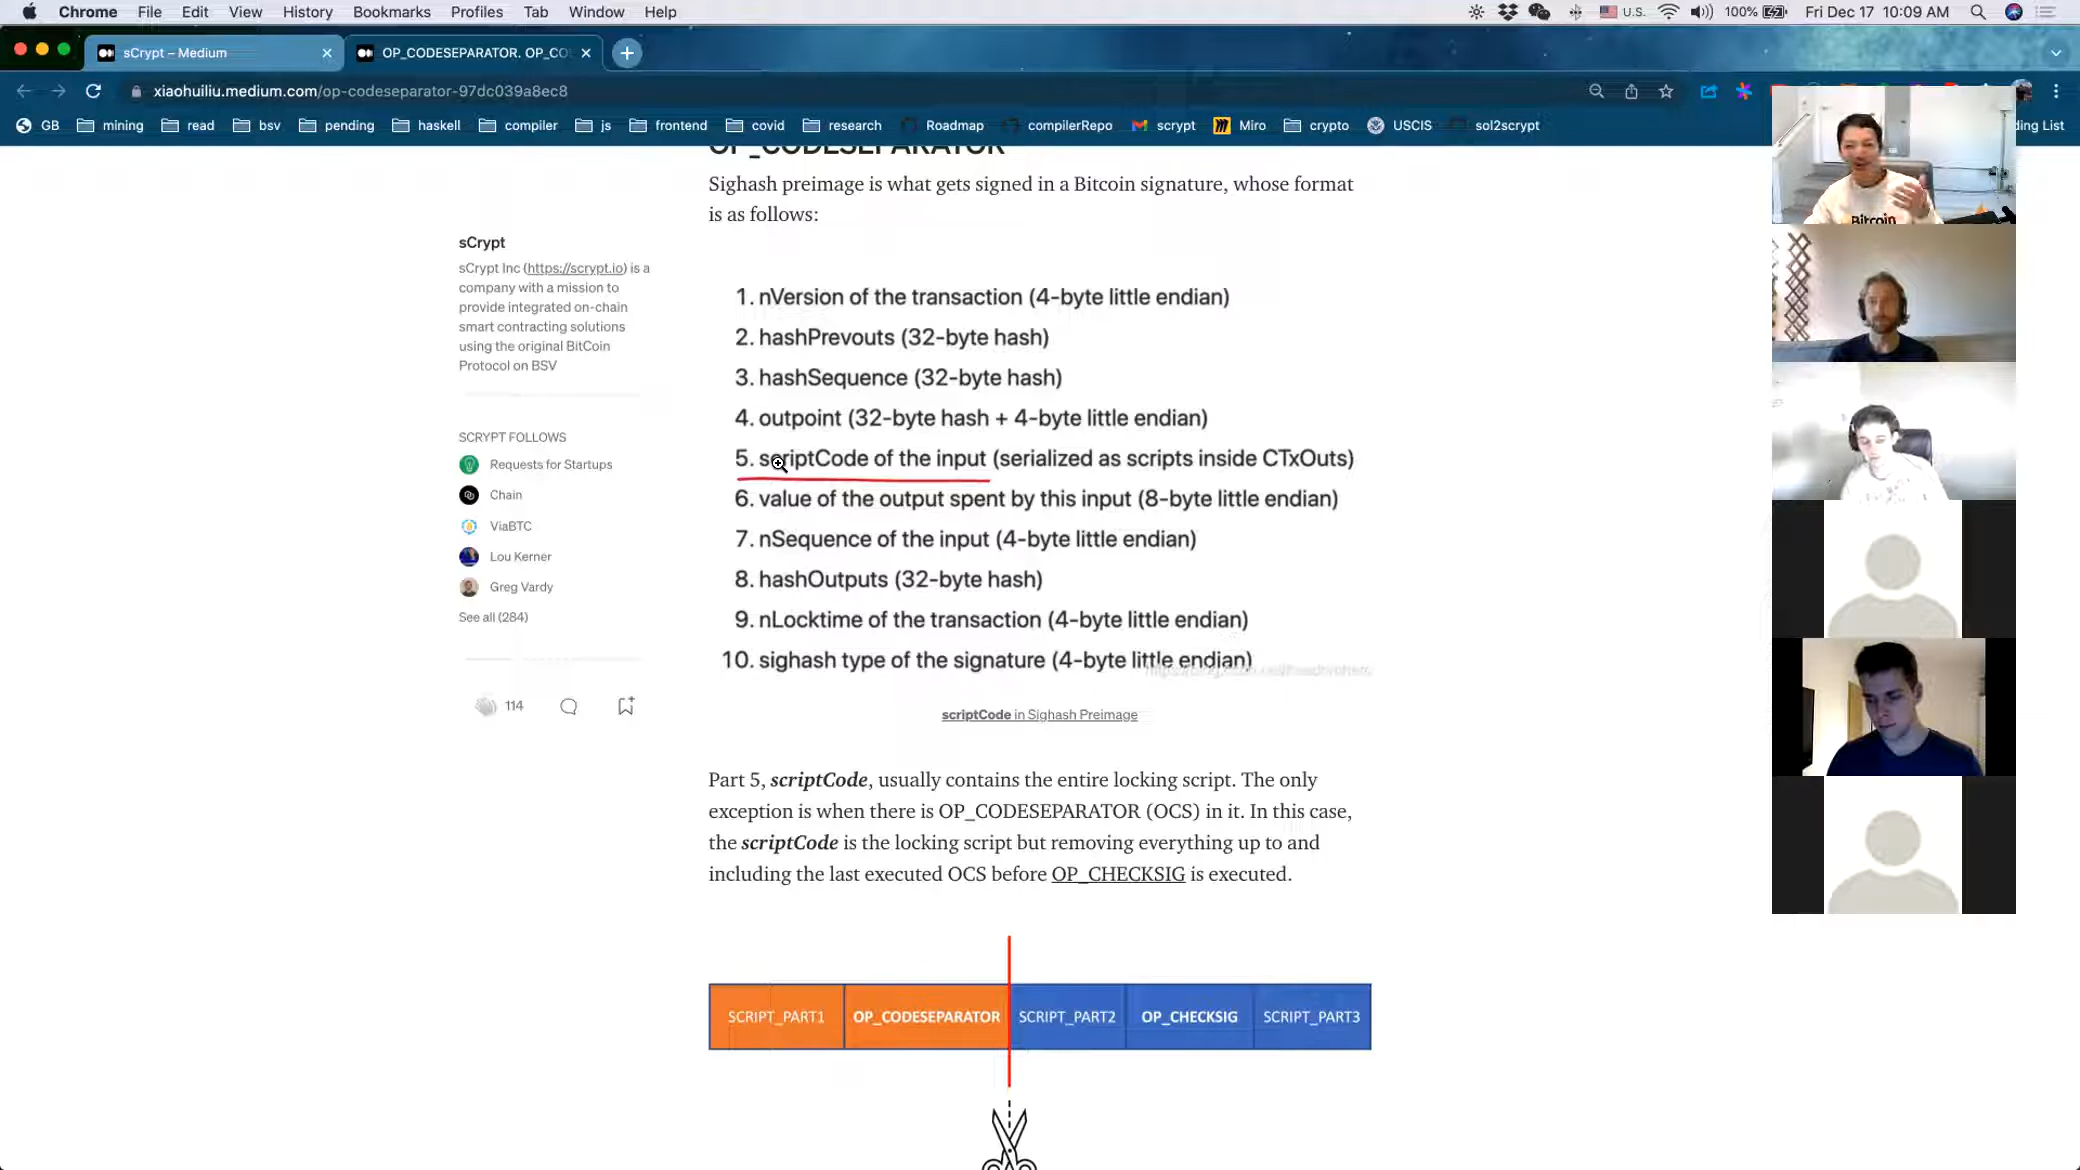 Chrome File Edit View History Bookmarks Profiles Tab Window Help U.S. 100% Fri Dec 17 10:09 AM
sCrypt – Medium OP_CODESEPARATOR. OP_CO
xiaohuiliu.medium.com/op-codeseparator-97dc039a8ec8
GB mining read bsv pending haskell compiler js frontend covid research Roadmap compilerRepo scrypt Miro crypto USCIS sol2scrypt ding List
OP_CODESEPARATOR
Sighash preimage is what gets signed in a Bitcoin signature, whose format
is as follows:
sCrypt
sCrypt Inc (https://scrypt.io) is a
company with a mission to
provide integrated on-chain
smart contracting solutions
using the original BitCoin
Protocol on BSV
SCRYPT FOLLOWS
Requests for Startups
Chain
ViaBTC
Lou Kerner
Greg Vardy
See all (284)
114
1. nVersion of the transaction (4-byte little endian)
2. hashPrevouts (32-byte hash)
3. hashSequence (32-byte hash)
4. outpoint (32-byte hash + 4-byte little endian)
5. scriptCode of the input (serialized as scripts inside CTxOuts)
6. value of the output spent by this input (8-byte little endian)
7. nSequence of the input (4-byte little endian)
8. hashOutputs (32-byte hash)
9. nLocktime of the transaction (4-byte little endian)
10. sighash type of the signature (4-byte little endian)
scriptCode in Sighash Preimage
Part 5, scriptCode, usually contains the entire locking script. The only
exception is when there is OP_CODESEPARATOR (OCS) in it. In this case,
the scriptCode is the locking script but removing everything up to and
including the last executed OCS before OP_CHECKSIG is executed.
SCRIPT_PART1 OP_CODESEPARATOR SCRIPT_PART2 OP_CHECKSIG SCRIPT_PART3
Bitcoin